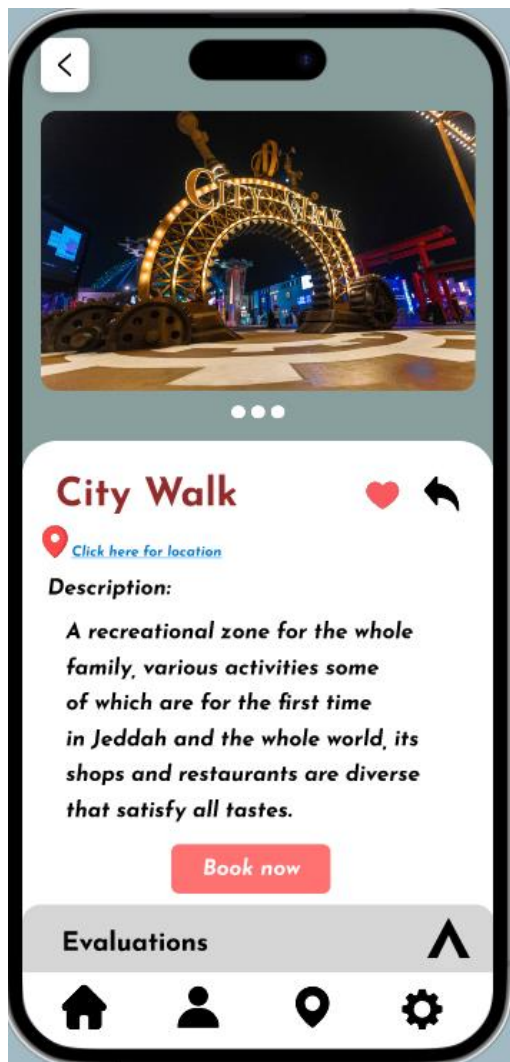 CITY WALK
City Walk
Click here for location
Description:
A recreational zone for the whole
family, various activities some
of which are for the first time
in Jeddah and the whole world, its
shops and restaurants are diverse
that satisfy all tastes.
Book now
Evaluations